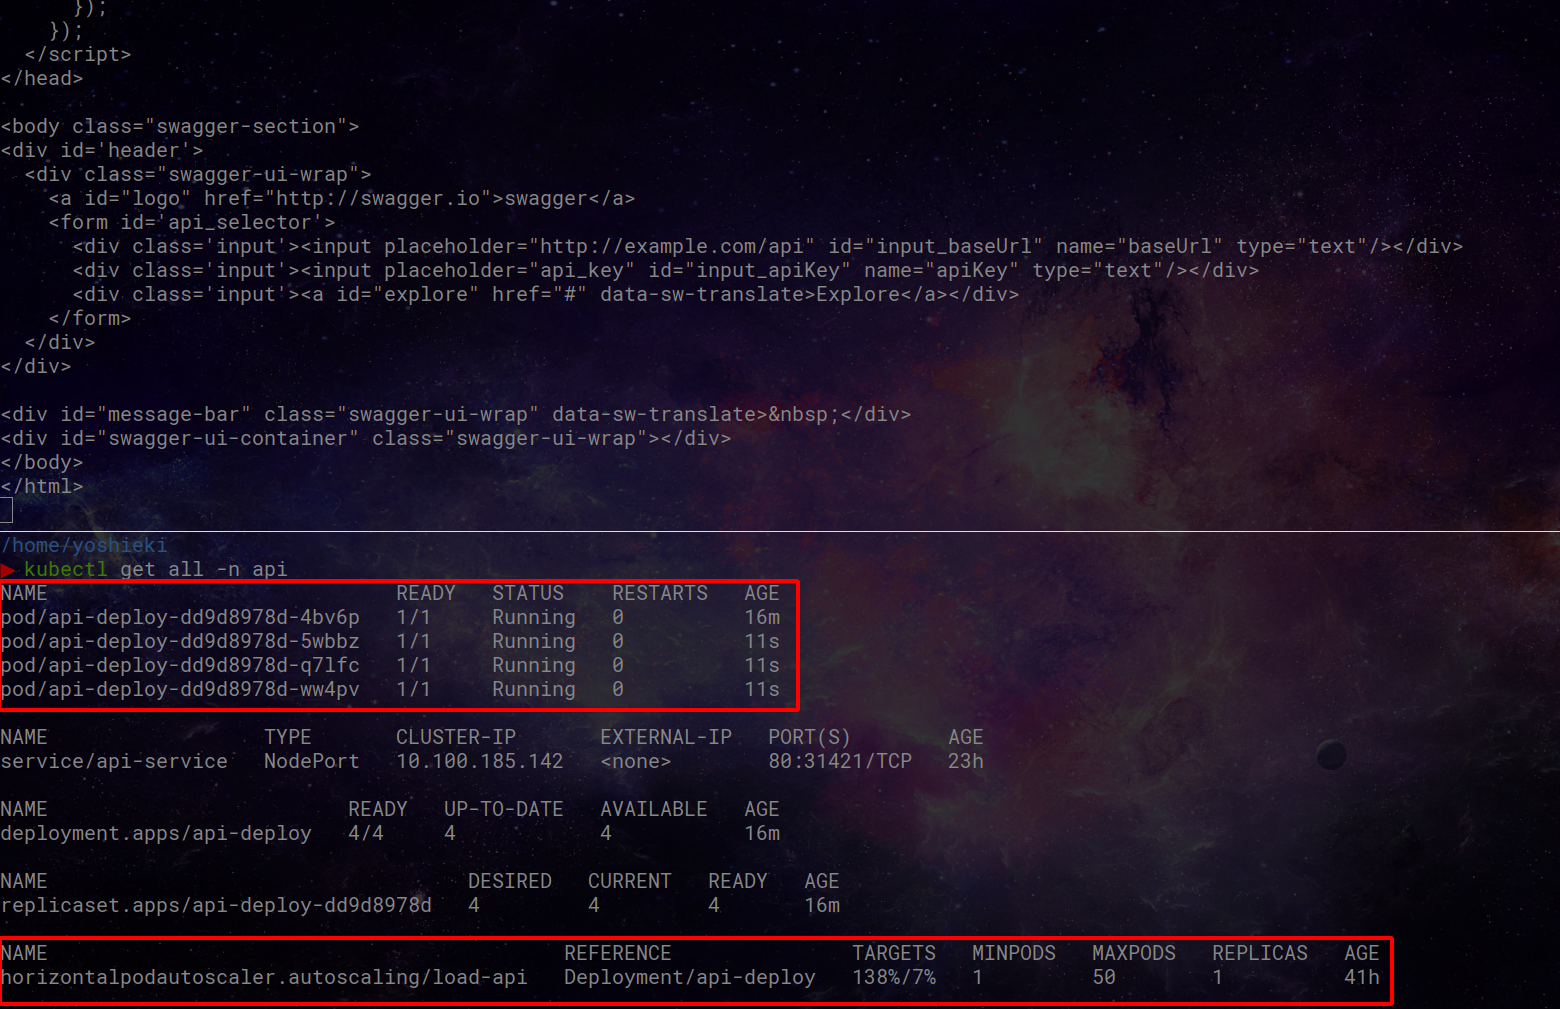 });
    });
  </script>
</head>

<body class="swagger-section">
<div id='header'>
  <div class="swagger-ui-wrap">
    <a id="logo" href="http://swagger.io">swagger</a>
    <form id='api_selector'>
      <div class='input'><input placeholder="http://example.com/api" id="input_baseUrl" name="baseUrl" type="text"/></div>
      <div class='input'><input placeholder="api_key" id="input_apiKey" name="apiKey" type="text"/></div>
      <div class='input'><a id="explore" href="#" data-sw-translate>Explore</a></div>
    </form>
  </div>
</div>

<div id="message-bar" class="swagger-ui-wrap" data-sw-translate>&nbsp;</div>
<div id="swagger-ui-container" class="swagger-ui-wrap"></div>
</body>
</html>
/home/yoshieki
▶ kubectl get all -n api
NAME                             READY   STATUS    RESTARTS   AGE
pod/api-deploy-dd9d8978d-4bv6p   1/1     Running   0          16m
pod/api-deploy-dd9d8978d-5wbbz   1/1     Running   0          11s
pod/api-deploy-dd9d8978d-q7lfc   1/1     Running   0          11s
pod/api-deploy-dd9d8978d-ww4pv   1/1     Running   0          11s

NAME                  TYPE       CLUSTER-IP       EXTERNAL-IP   PORT(S)        AGE
service/api-service   NodePort   10.100.185.142   <none>        80:31421/TCP   23h

NAME                         READY   UP-TO-DATE   AVAILABLE   AGE
deployment.apps/api-deploy   4/4     4            4           16m

NAME                                   DESIRED   CURRENT   READY   AGE
replicaset.apps/api-deploy-dd9d8978d   4         4         4       16m

NAME                                           REFERENCE               TARGETS   MINPODS   MAXPODS   REPLICAS   AGE
horizontalpodautoscaler.autoscaling/load-api   Deployment/api-deploy   138%/7%   1         50        1          41h